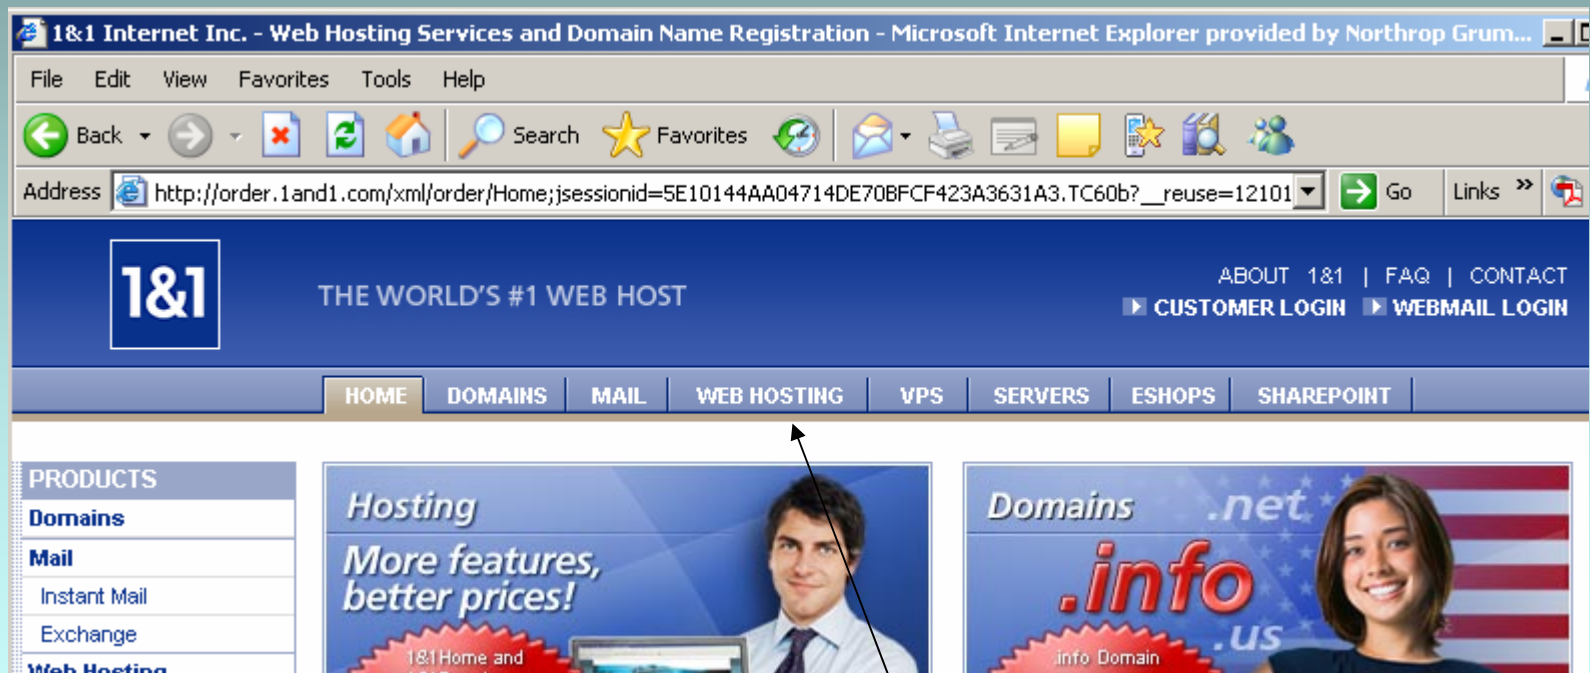 1&1 Internet Inc. - Web Hosting Services and Domain Name Registration - Microsoft Internet Explorer provided by Northrop Grum...
File Edit View Favorites Tools Help
Back Search Favorites
Address http://order.1and1.com/xml/order/Home;jsessionid=5E10144AA04714DE70BFCF423A3631A3.TC60b?__reuse=12101 Go Links »
1&1
THE WORLD'S #1 WEB HOST
ABOUT 1&1 | FAQ | CONTACT
CUSTOMER LOGIN WEBMAIL LOGIN
HOME DOMAINS MAIL WEB HOSTING VPS SERVERS ESHOPS SHAREPOINT
PRODUCTS
Domains
Mail
Instant Mail
Exchange
Web Hosting
Hosting
More features,
better prices!
1&1 Home and
Domains .net
.info
.us
.info Domain